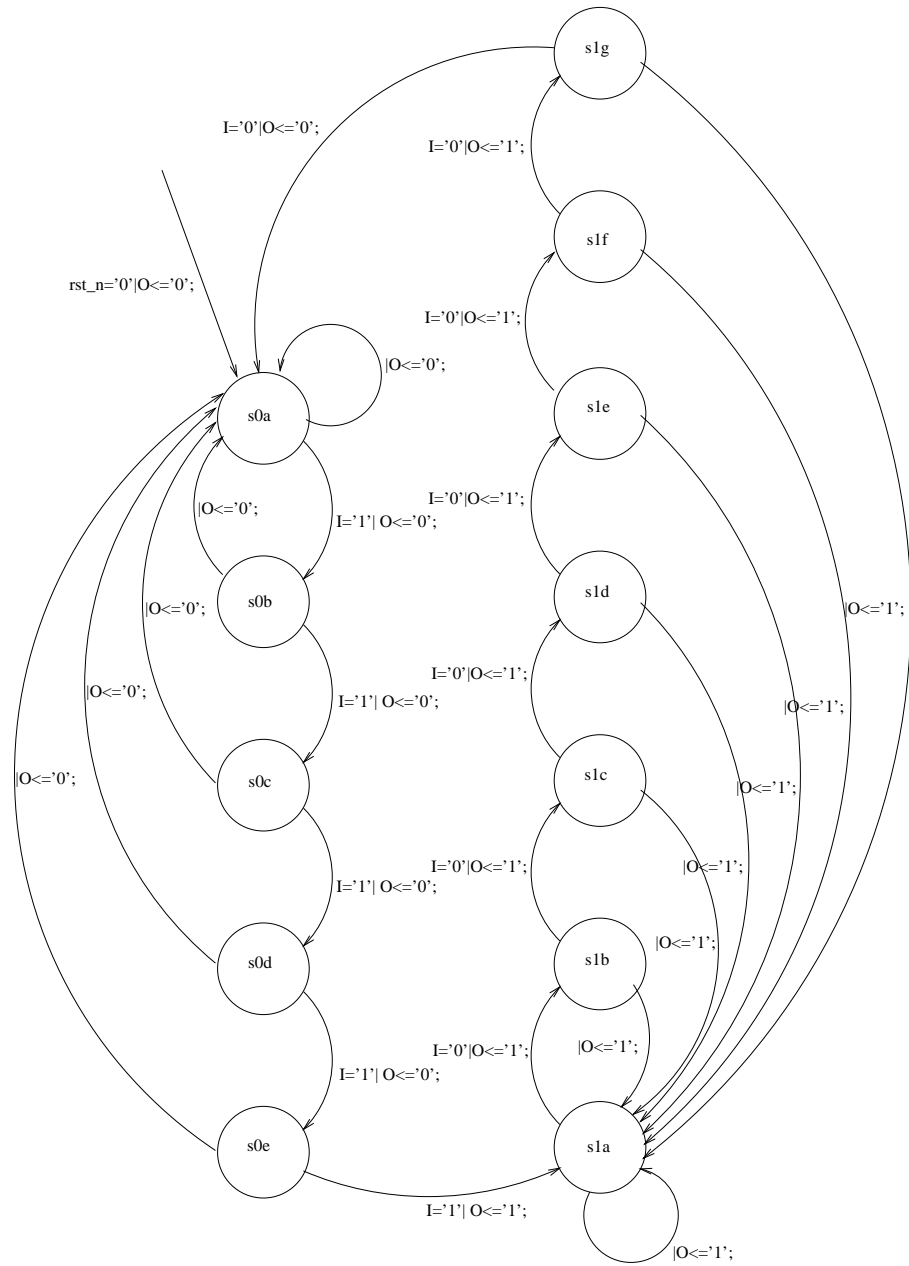 s1g
I='0'|O<='0';
I='0'|O<='1';
s1f
rst_n='0'|O<='0';
I='0'|O<='1';
|O<='0';
s0a
s1e
|O<='0';
I='0'|O<='1';
I='1'| O<='0';
s0b
s1d
|O<='0';
|O<='1';
|O<='0';
I='1'| O<='0';
I='0'|O<='1';
|O<='1';
|O<='0';
s0c
s1c
|O<='1';
I='1'| O<='0';
I='0'|O<='1';
|O<='1';
s0d
s1b
|O<='1';
I='1'| O<='0';
I='0'|O<='1';
|O<='1';
s0e
s1a
I='1'| O<='1';
|O<='1';